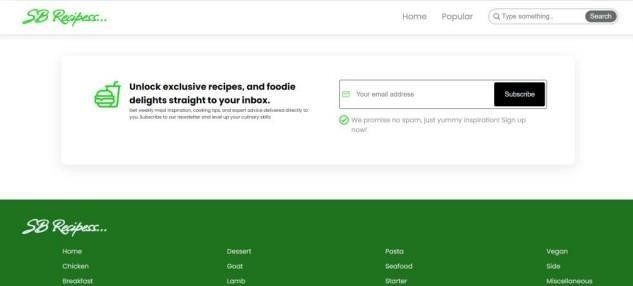 SB Recipess...
Home Popular Type something.. Search
Unlock exclusive recipes, and foodie
delights straight to your inbox.
Get weekly meal inspiration, cooking tips, and expert advice delivered directly to
you. Subscribe to our newsletter and level up your culinary skills
Your email address Subscribe
We promise no spam, just yummy inspiration! Sign up
now!
SB Recipess...
Home Dessert Pasta Vegan
Chicken Goat Seafood Side
Breakfast Lamb Starter Miscellaneous